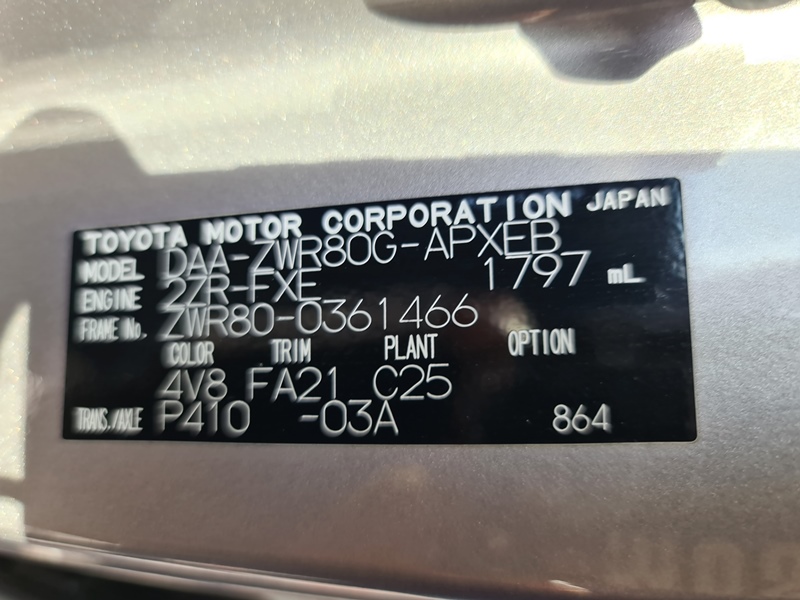 TOYOTA MOTOR CORPORATION JAPAN
MODEL DAA-ZWR80G-APXEB
ENGINE 2ZR-FXE 1797 mL
FRAME No. ZWR80-0361466
COLOR TRIM PLANT OPTION
4V8 FA21 C25
TRANS./AXLE P410 -03A 864